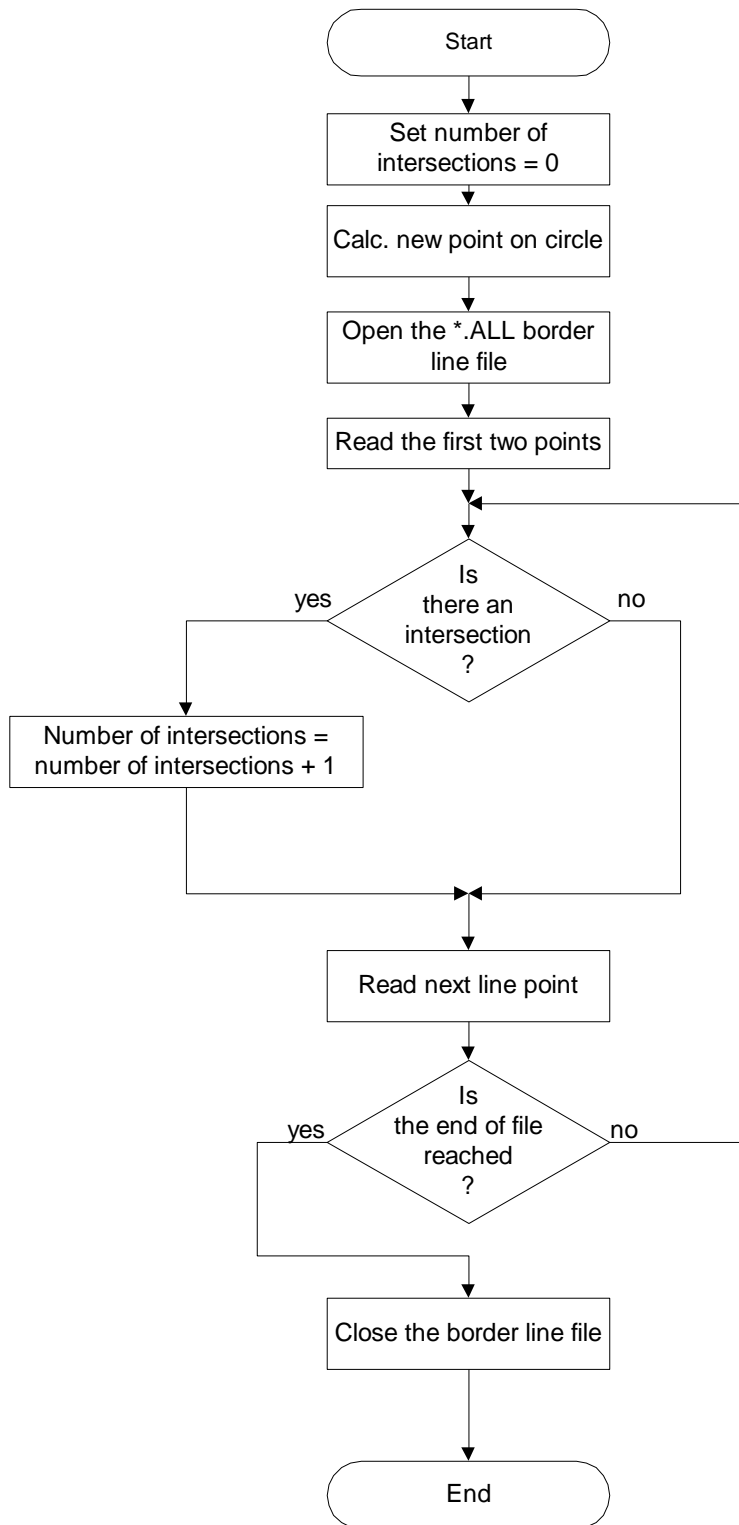 Start
Set number of
intersections = 0
Calc. new point on circle
Open the *.ALL border
line file
Read the first two points
Is
there an
intersection
?
yes
no
Number of intersections =
number of intersections + 1
Read next line point
Is
the end of file
reached
?
yes
no
Close the border line file
End